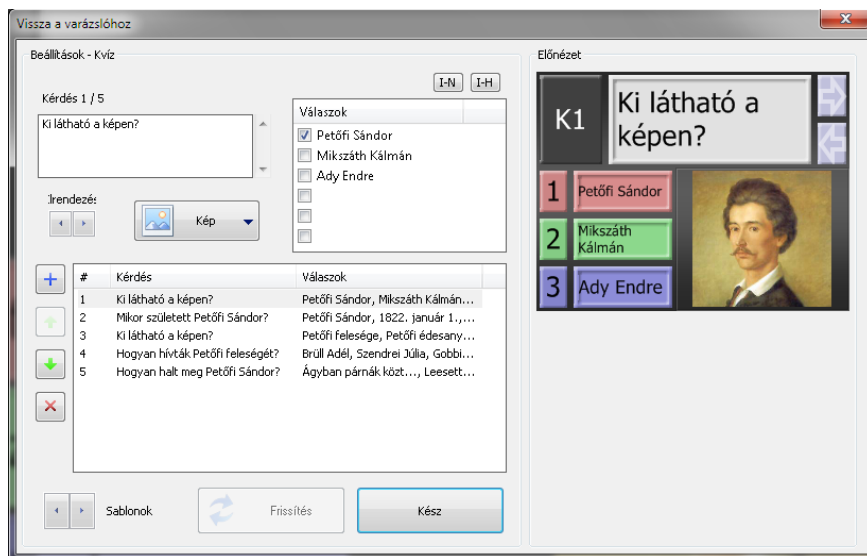 Vissza a varázslóhoz
x
Beállítások - Kvíz
I-N I-H
Kérdés 1 / 5
Ki látható a képen?
Válaszok
Petőfi Sándor
Mikszáth Kálmán
Ady Endre
Kép
# Kérdés Válaszok
1 Ki látható a képen? Petőfi Sándor, Mikszáth Kálmán...
2 Mikor született Petőfi Sándor? Petőfi Sándor, 1822. január 1.,...
3 Ki látható a képen? Petőfi felesége, Petőfi édesany...
4 Hogyan hívták Petőfi feleségét? Brüll Adél, Szendrei Júlia, Gobbi...
5 Hogyan halt meg Petőfi Sándor? Ágyban párnák közt..., Leesett...
Sablonok
Frissítés
Kész
Előnézet
K1
Ki látható a
képen?
1 Petőfi Sándor
2 Mikszáth
Kálmán
3 Ady Endre